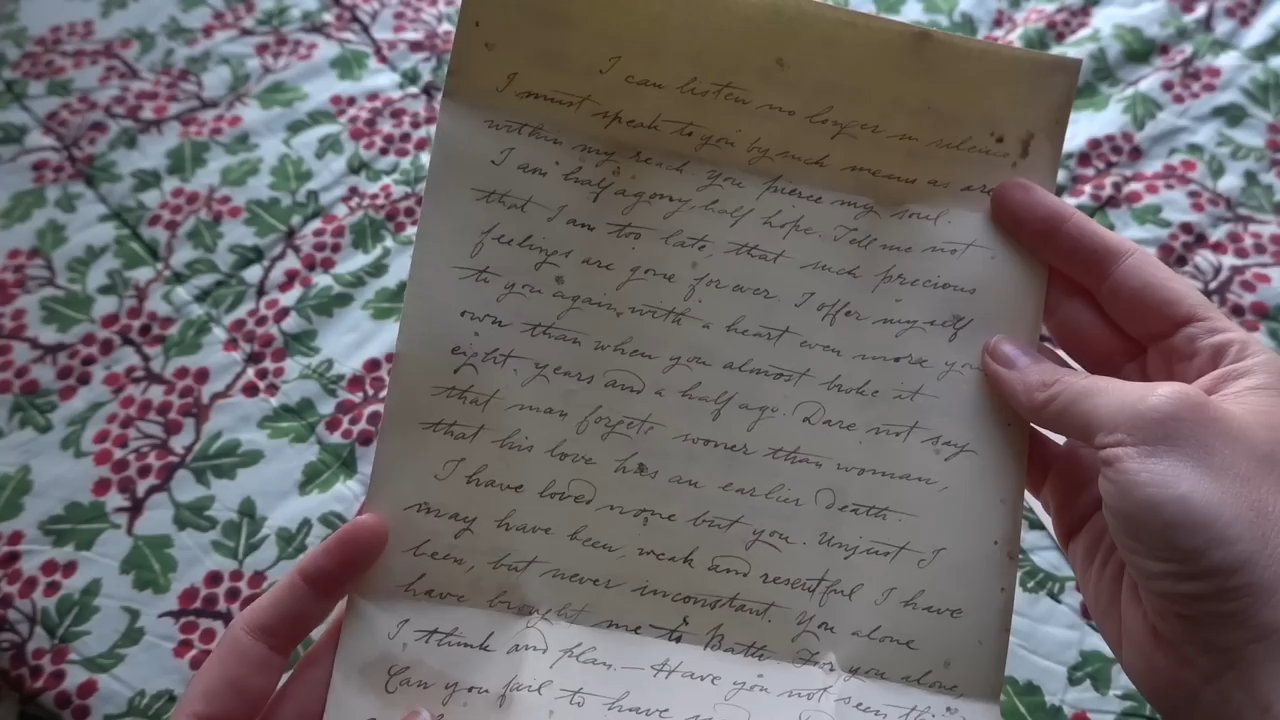 I can listen no longer in silence.
I must speak to you by such means as are
within my reach. You pierce my soul.
I am half agony, half hope. Tell me not
that I am too late, that such precious
feelings are gone for ever. I offer myself
to you again, with a heart even more you
own than when you almost broke it
eight years and a half ago. Dare not say
that man forgets sooner than woman,
that his love has an earlier Death.
I have loved none but you. Unjust I
may have been, weak and resentful I have
been, but never inconstant. You alone
have brought me to Bath. For you alone,
I think and plan. — Have you not seen this
Can you fail to have